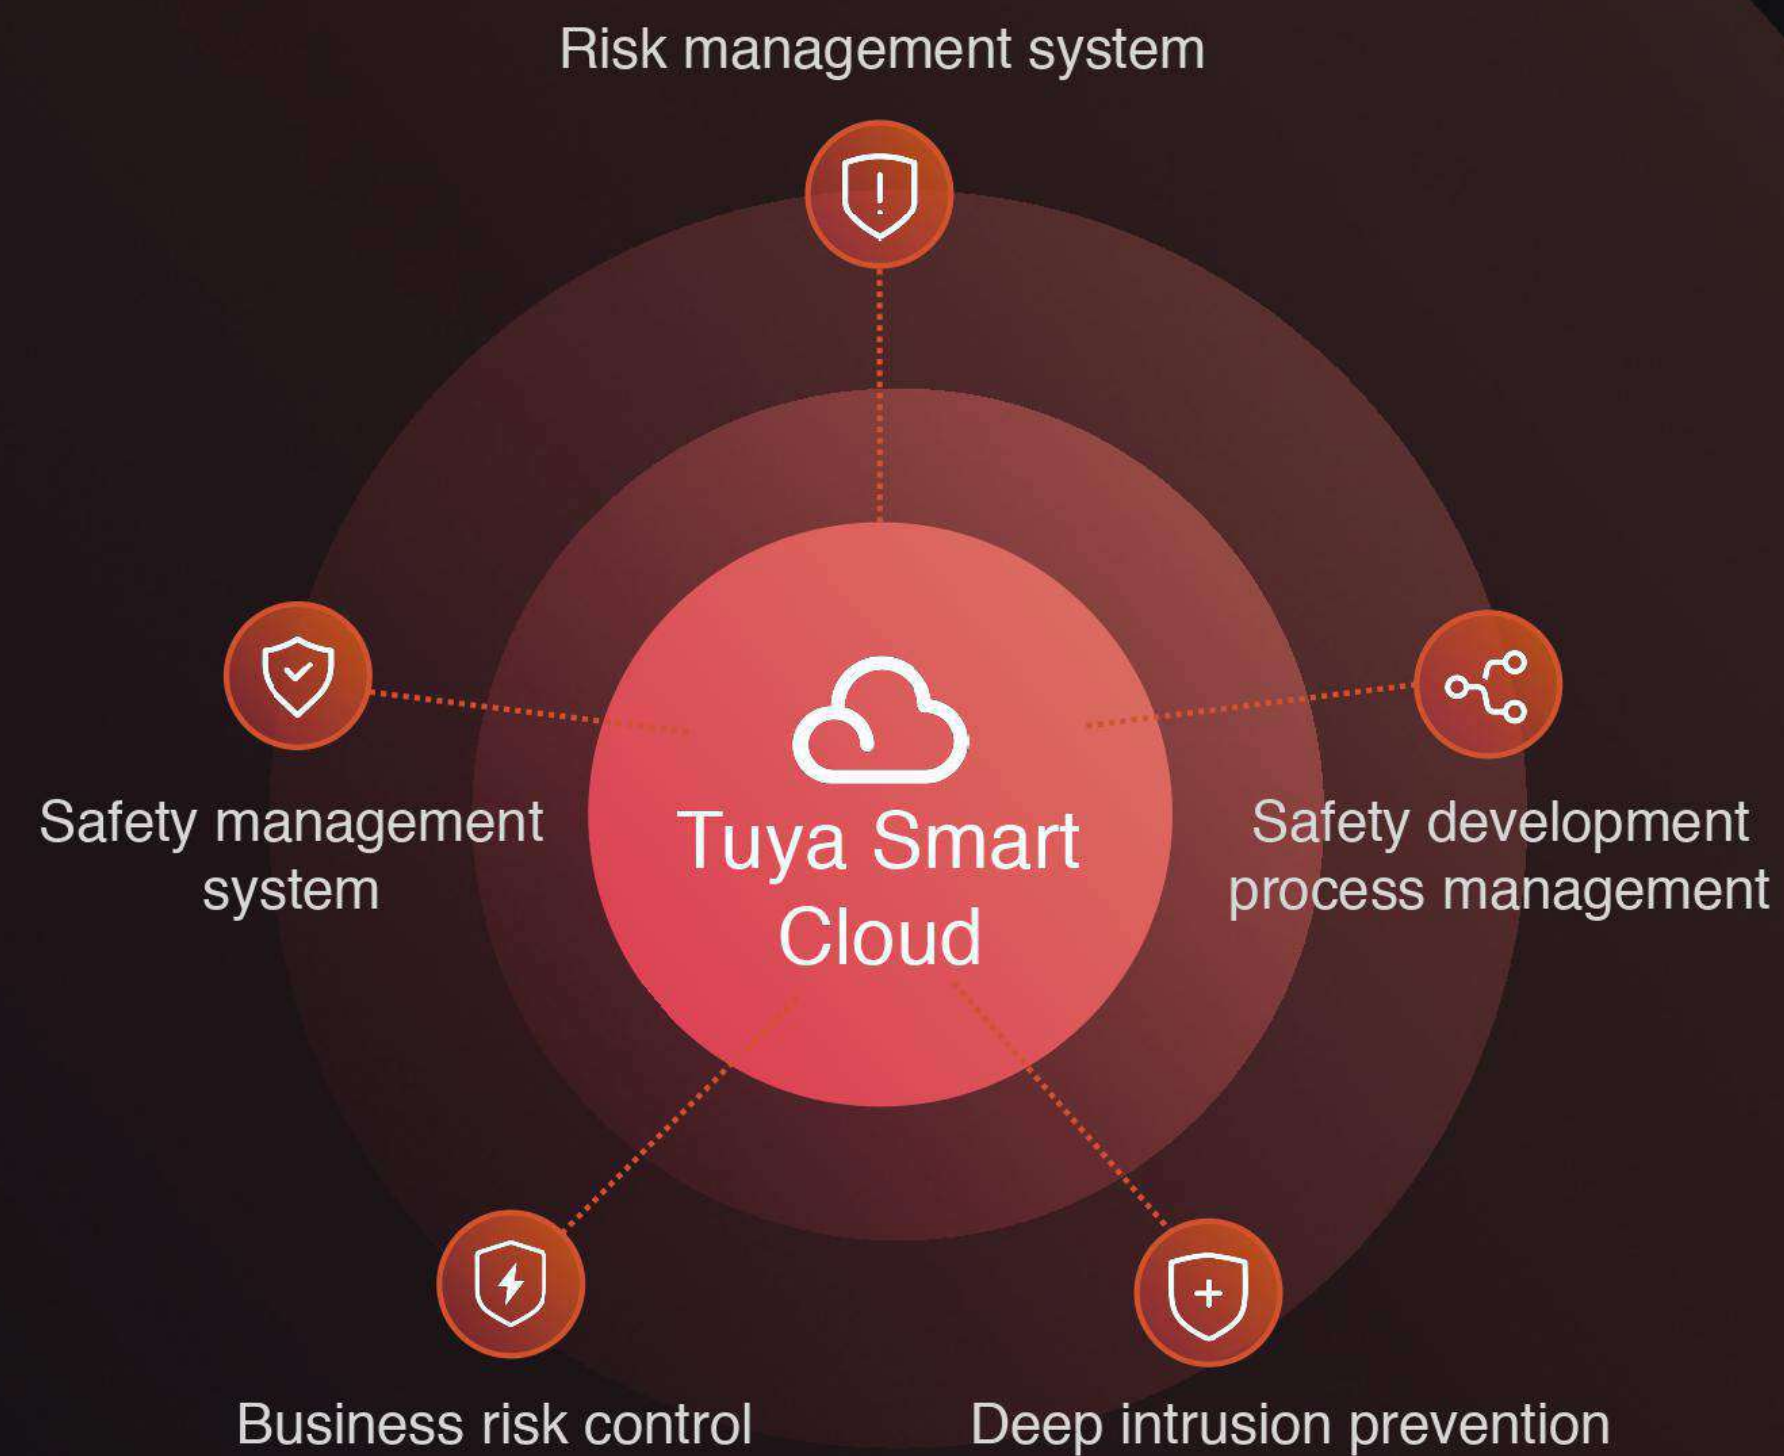 Risk management system
Safety management
system
Tuya Smart
Cloud
Safety development
process management
Business risk control
Deep intrusion prevention